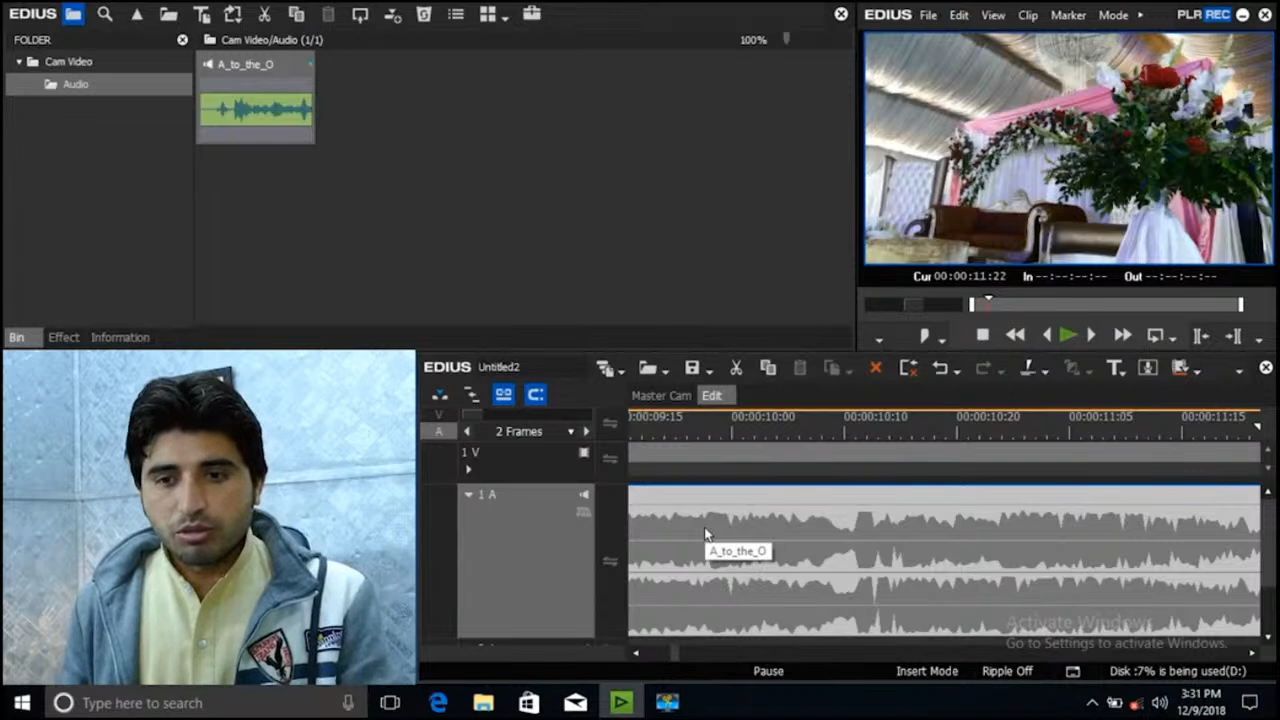 EDIUS
FOLDER
Cam Video
Audio
Cam Video/Audio (1/1)
100%
A_to_the_O
Bin Effect Information
EDIUS File Edit View Clip Marker Mode PLR REC
Cur 00:00:11:22 In --:--:--:-- Out --:--:--:--
EDIUS Untitled2
Master Cam Edit
V
A
2 Frames
0:00:09:15 00:00:10:00 00:00:10:10 00:00:10:20 00:00:11:05 00:00:11:15
1 V
1 A
A_to_the_O
Activate Windows
Go to Settings to activate Windows.
Pause Insert Mode Ripple Off Disk :7% is being used(D:)
Type here to search
3:31 PM
12/9/2018